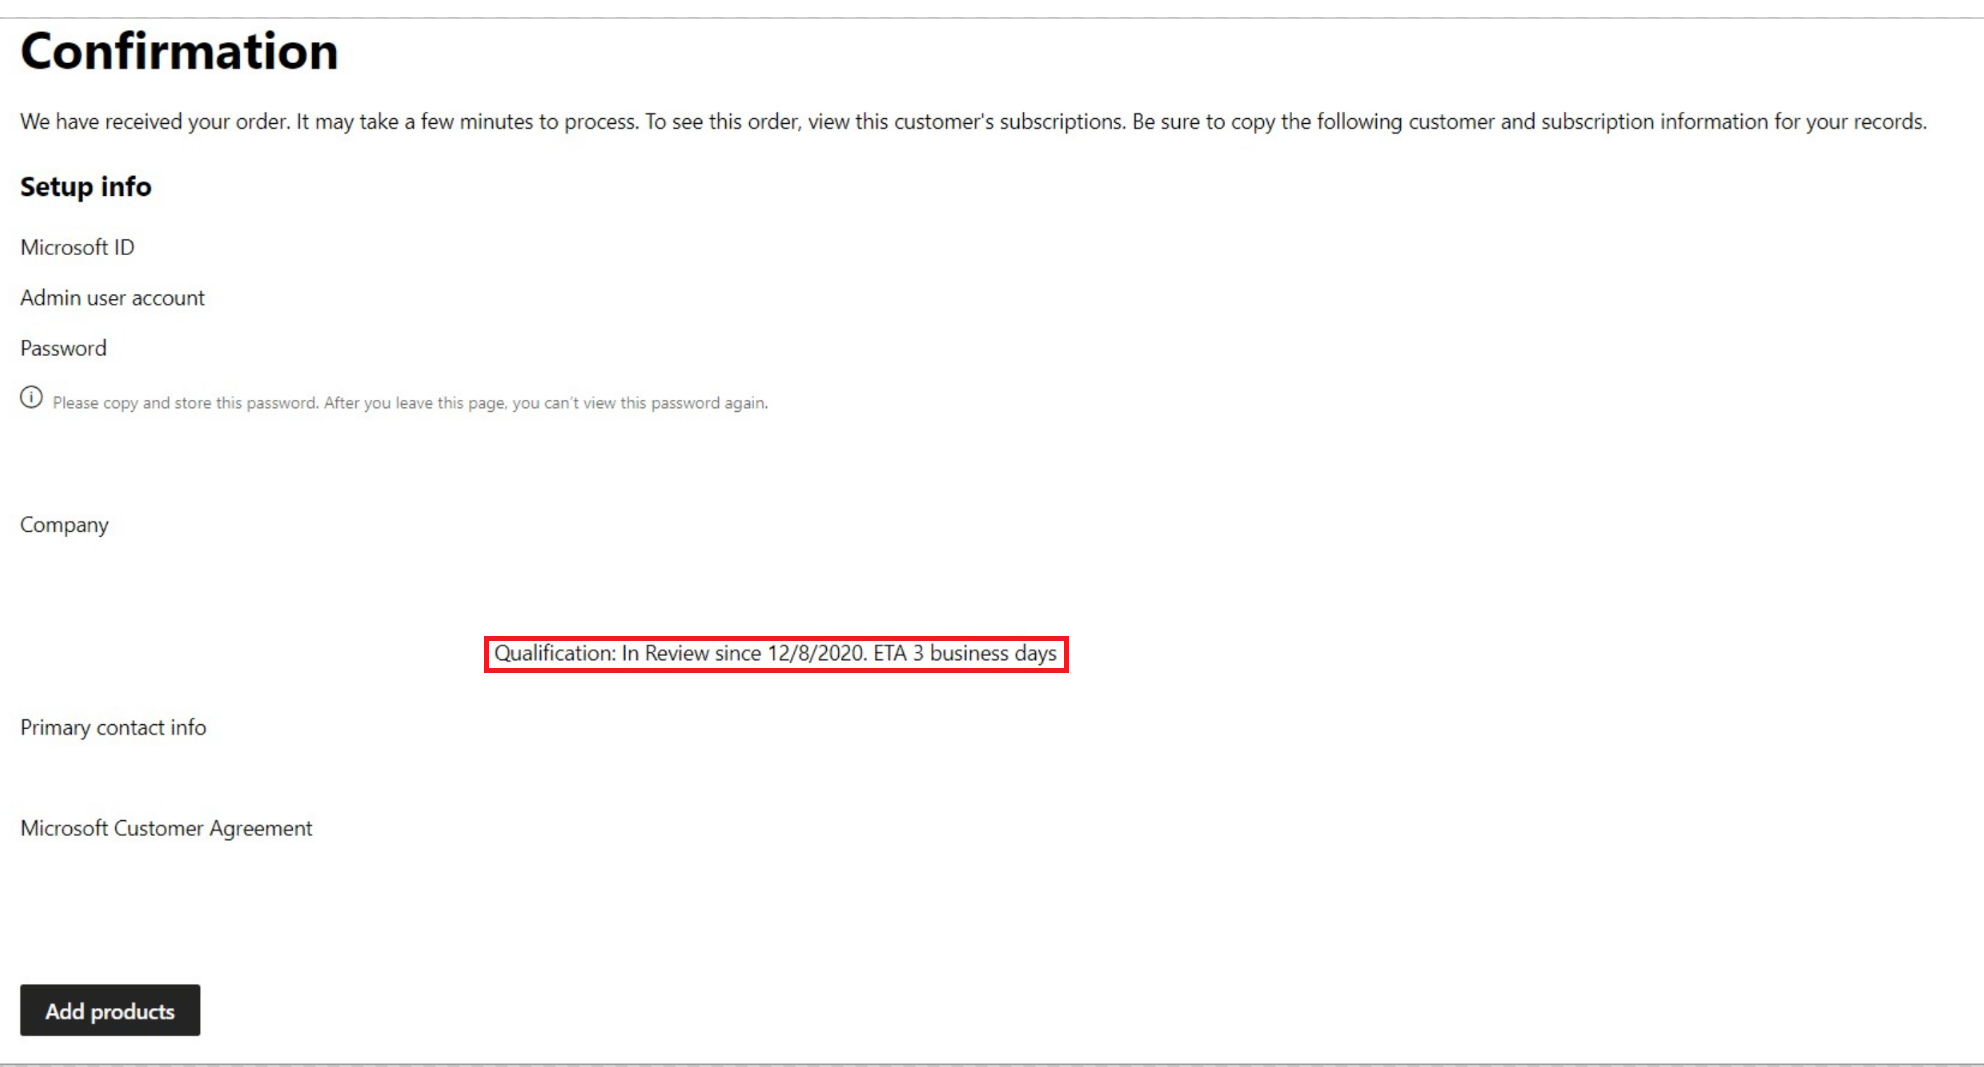 Confirmation
We have received your order. It may take a few minutes to process. To see this order, view this customer's subscriptions. Be sure to copy the following customer and subscription information for your records.
Setup info
Microsoft ID
Admin user account
Password
Please copy and store this password. After you leave this page, you can't view this password again.
Company
Qualification: In Review since 12/8/2020. ETA 3 business days
Primary contact info
Microsoft Customer Agreement
Add products